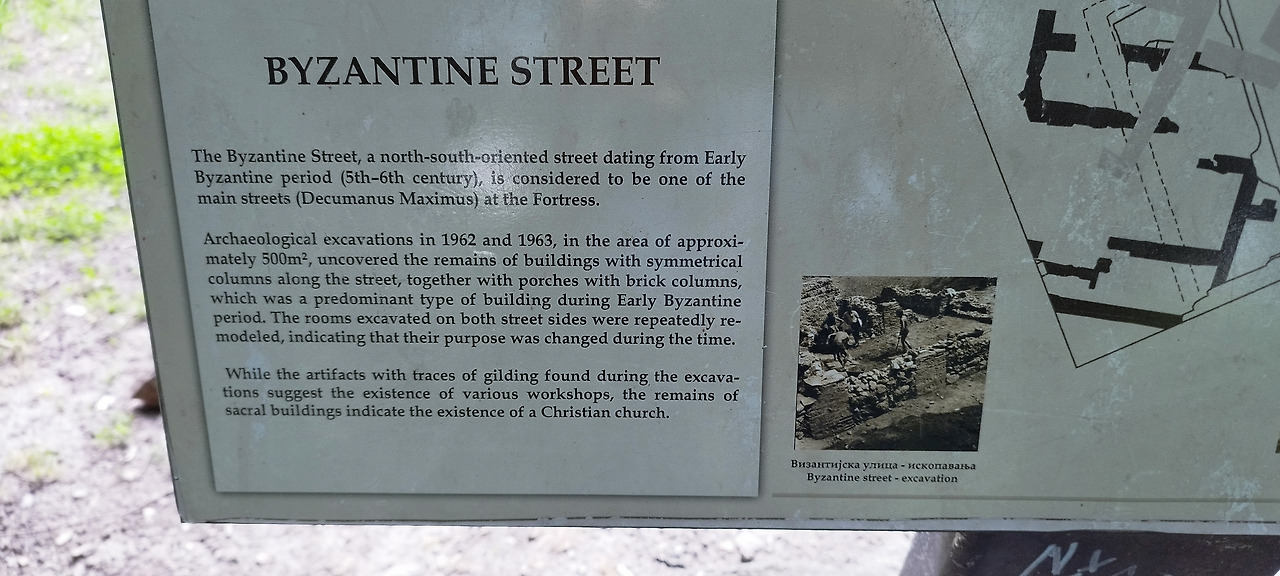 BYZANTINE STREET
The Byzantine Street, a north-south-oriented street dating from Early
Byzantine period (5th–6th century), is considered to be one of the
main streets (Decumanus Maximus) at the Fortress.
Archaeological excavations in 1962 and 1963, in the area of approxi-
mately 500m², uncovered the remains of buildings with symmetrical
columns along the street, together with porches with brick columns,
which was a predominant type of building during Early Byzantine
period. The rooms excavated on both street sides were repeatedly re-
modeled, indicating that their purpose was changed during the time.
While the artifacts with traces of gilding found during the excava-
tions suggest the existence of various workshops, the remains of
sacral buildings indicate the existence of a Christian church.
Византијска улица - ископавања
Byzantine street - excavation